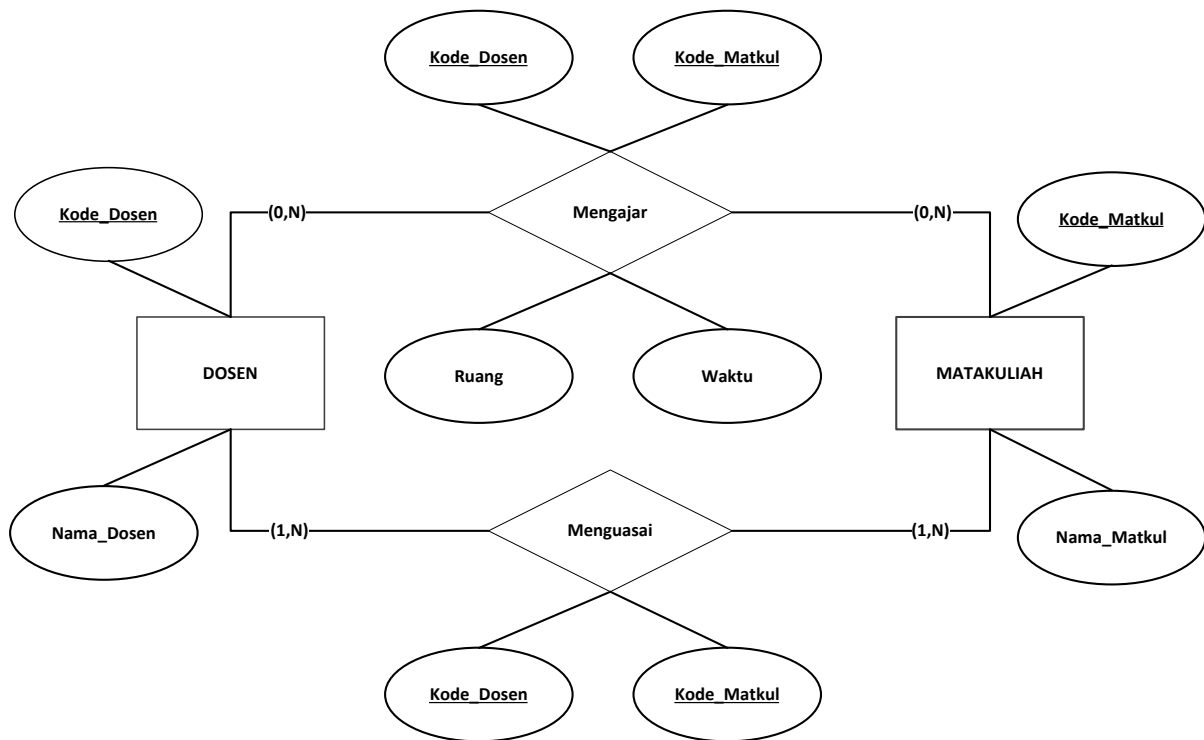 Kode_Dosen
Kode_Matkul
Kode_Dosen
(0,N)
Mengajar
(0,N)
Kode_Matkul
DOSEN
Ruang
Waktu
MATAKULIAH
Nama_Dosen
(1,N)
Menguasai
(1,N)
Nama_Matkul
Kode_Dosen
Kode_Matkul